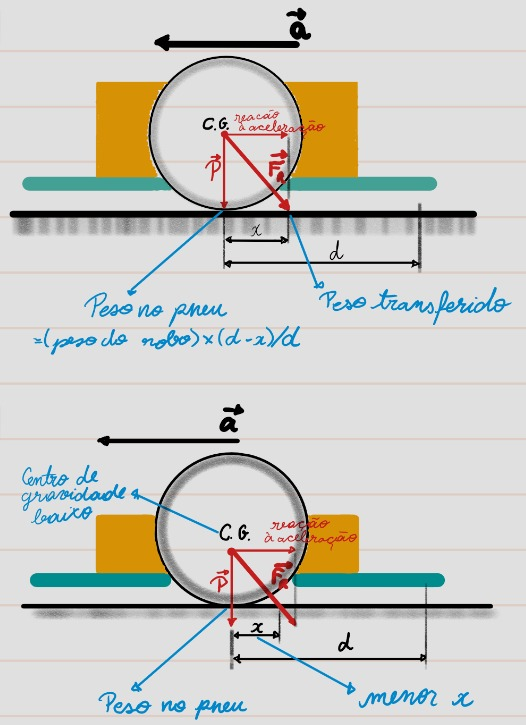 a
C.G.
reação
à aceleração
P
x
d
Peso no pneu
=(peso do robo)×(d-x)/d
Peso transferido
a
Centro de
gravidade
baixo
C.G.
reação
à aceleração
P
x
d
Peso no pneu
menor x